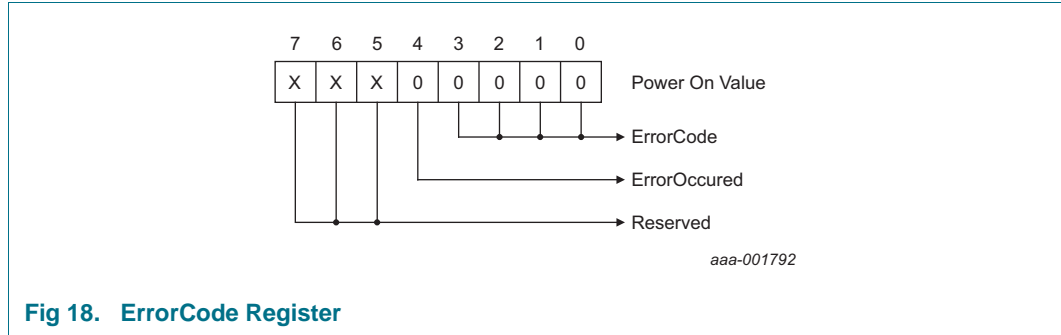 7 6 5 4 3 2 1 0
X X X 0 0 0 0 0 Power On Value
ErrorCode
ErrorOccured
Reserved
aaa-001792
Fig 18. ErrorCode Register